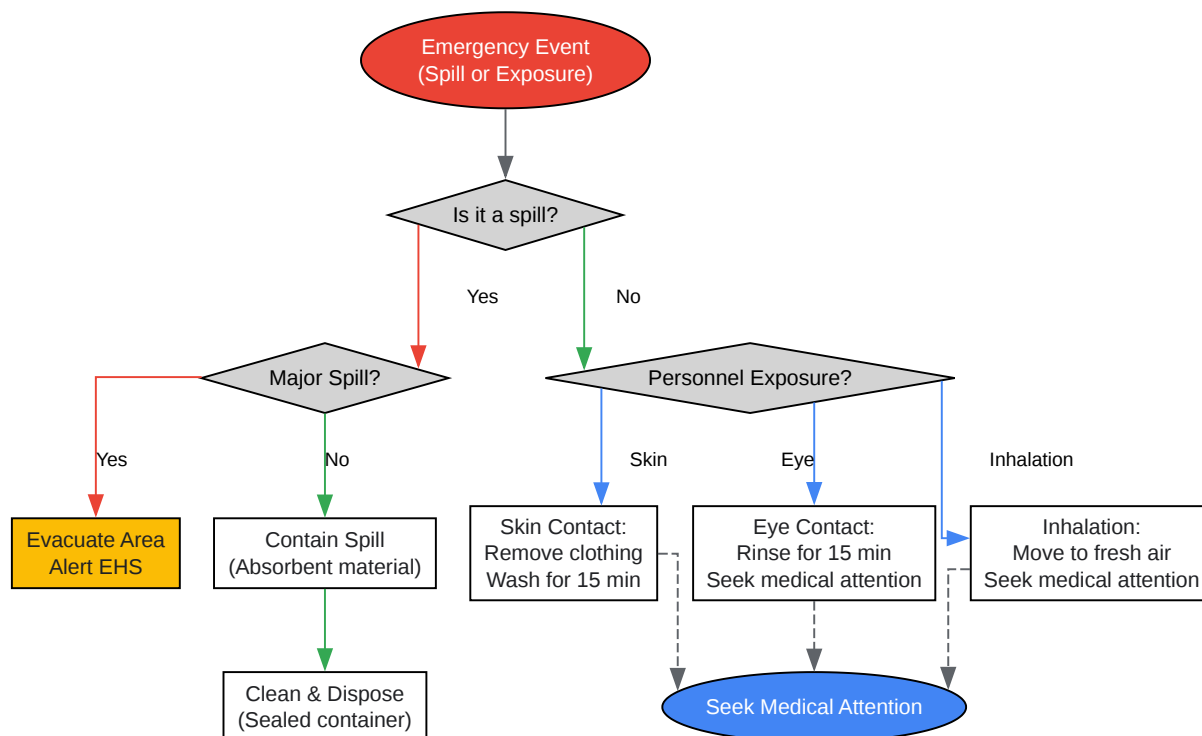 Emergency Event
(Spill or Exposure)
Is it a spill?
Yes
No
Major Spill?
Personnel Exposure?
Yes
No
Skin
Eye
Inhalation
Evacuate Area
Alert EHS
Contain Spill
(Absorbent material)
Skin Contact:
Remove clothing
Wash for 15 min
Eye Contact:
Rinse for 15 min
Seek medical attention
Inhalation:
Move to fresh air
Seek medical attention
Clean & Dispose
(Sealed container)
Seek Medical Attention